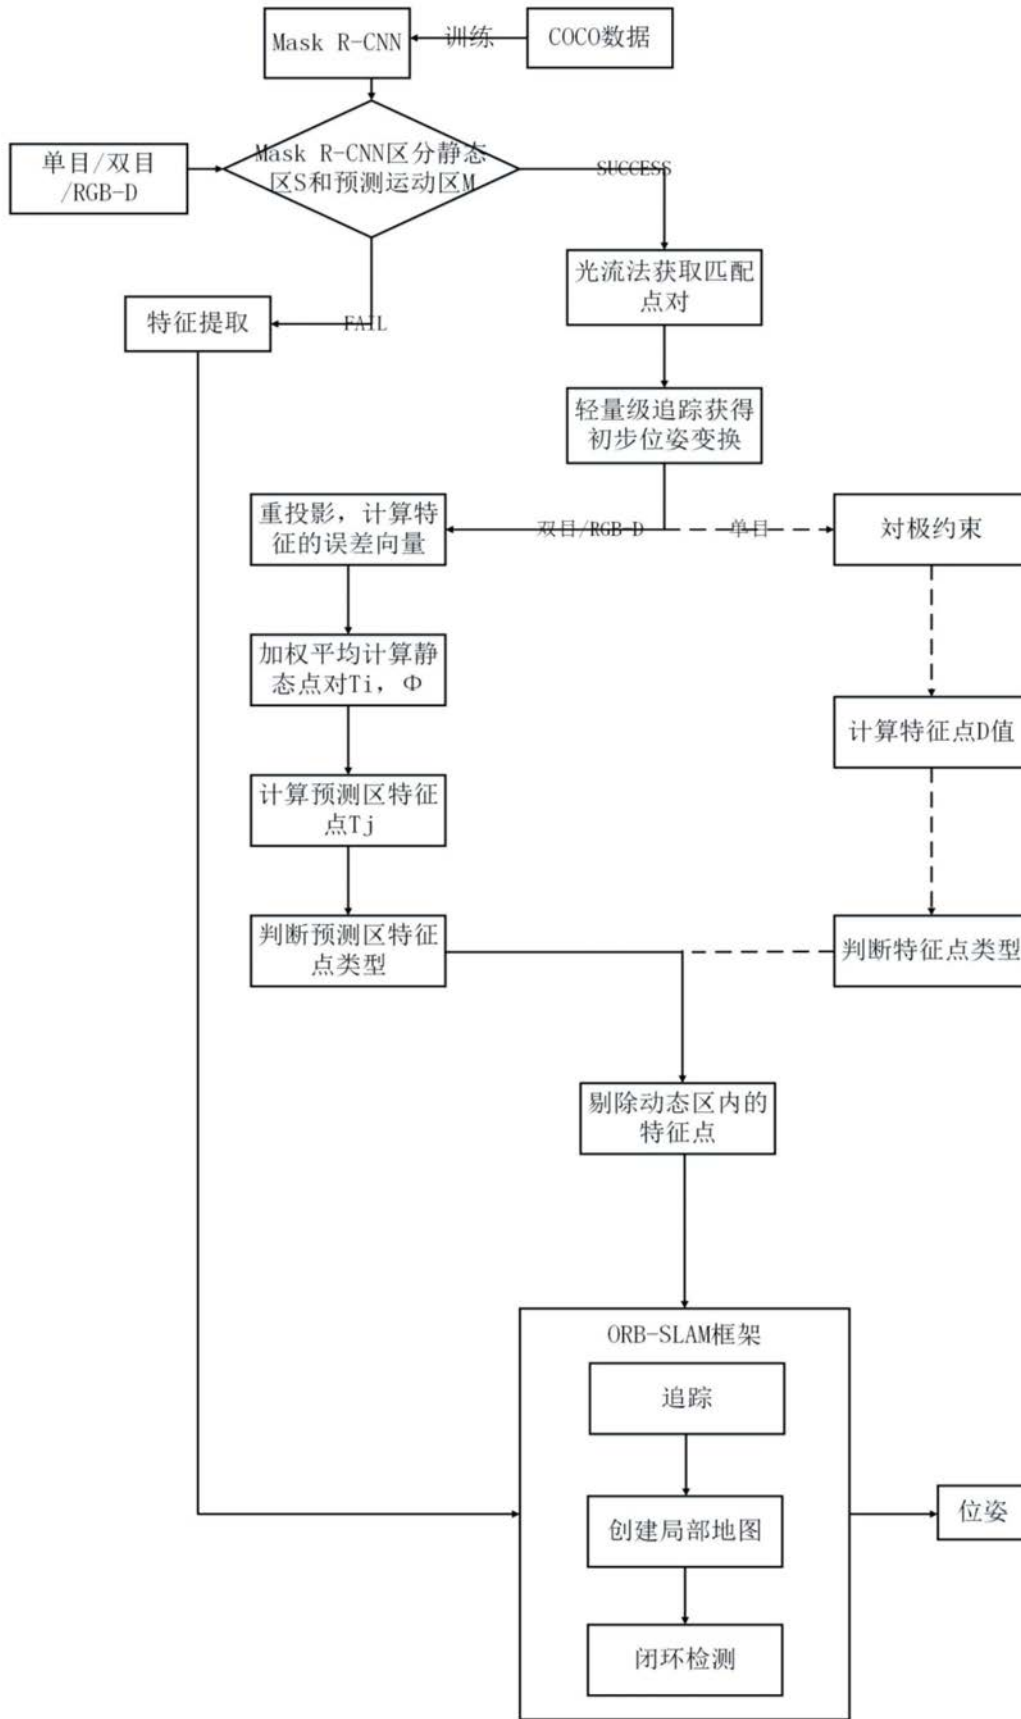 Mask R-CNN
训练
COCO数据
Mask R-CNN区分静态
区S和预测运动区M
单目/双目
/RGB-D
SUCCESS
光流法获取匹配
点对
特征提取
FAIL
轻量级追踪获得
初步位姿变换
重投影，计算特
征的误差向量
双目/RGB-D
单目
对极约束
加权平均计算静
态点对Ti，Φ
计算特征点D值
计算预测区特征
点Tj
判断预测区特征
点类型
判断特征点类型
剔除动态区内的
特征点
ORB-SLAM框架
追踪
创建局部地图
位姿
闭环检测